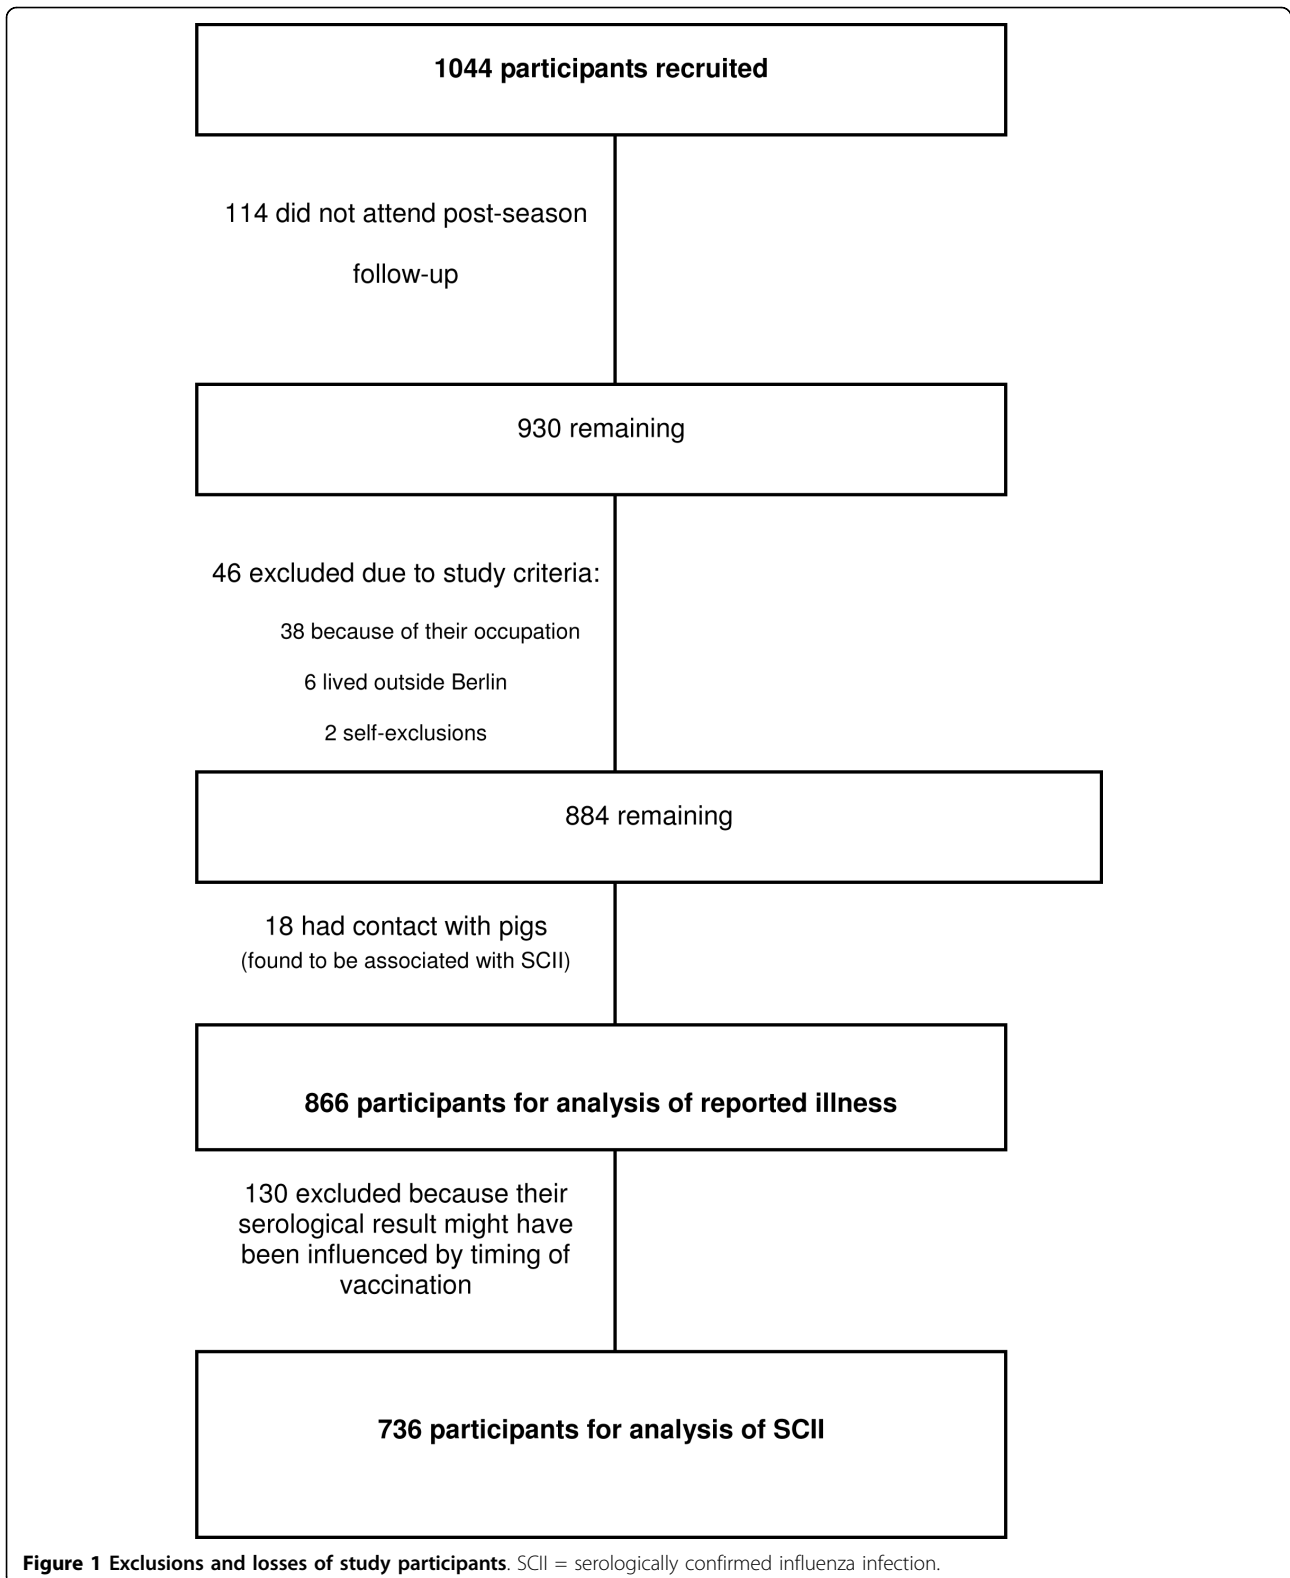 1044 participants recruited
114 did not attend post-season
follow-up
930 remaining
46 excluded due to study criteria:
38 because of their occupation
6 lived outside Berlin
2 self-exclusions
884 remaining
18 had contact with pigs
(found to be associated with SCII)
866 participants for analysis of reported illness
130 excluded because their
serological result might have
been influenced by timing of
vaccination
736 participants for analysis of SCII
Figure 1 Exclusions and losses of study participants. SCII = serologically confirmed influenza infection.